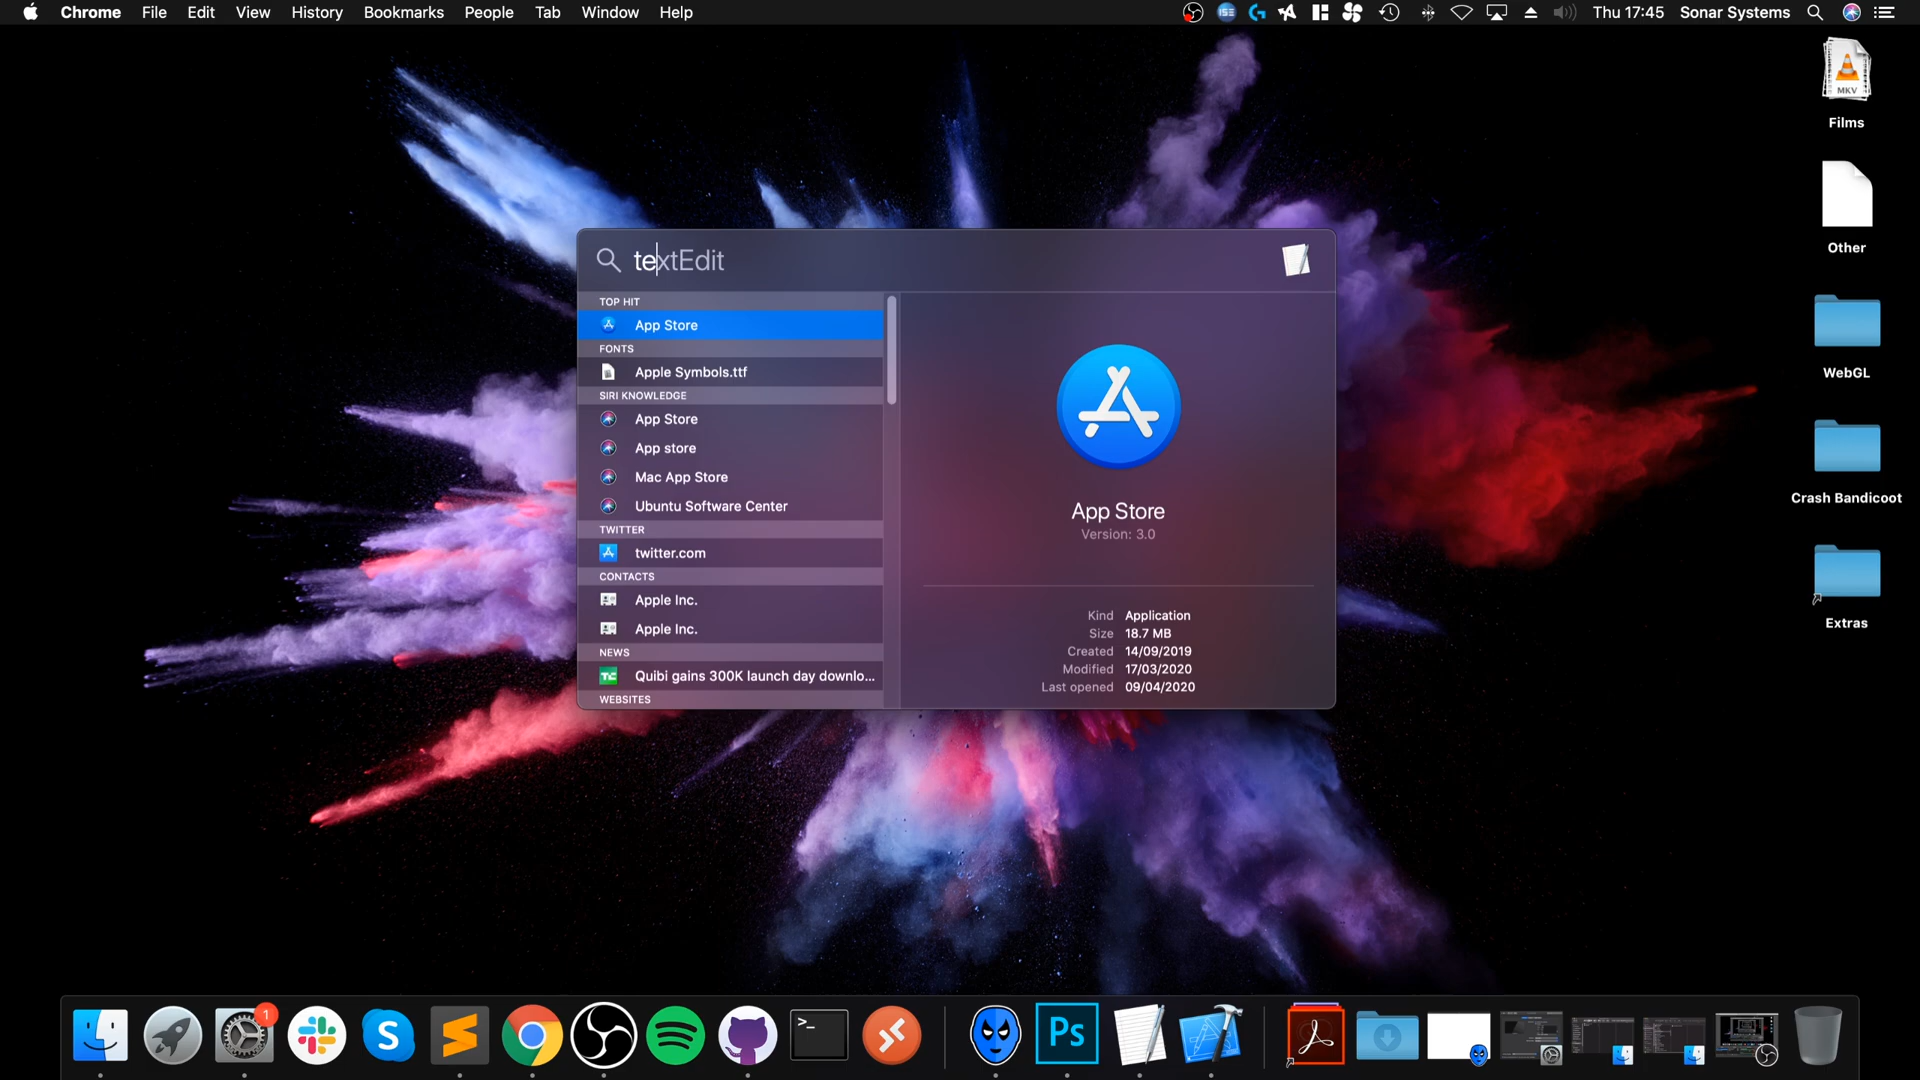 Chrome File Edit View History Bookmarks People Tab Window Help
Thu 17:45 Sonar Systems
MKV
Films
Other
WebGL
Crash Bandicoot
Extras
textEdit
TOP HIT
App Store
FONTS
Apple Symbols.ttf
SIRI KNOWLEDGE
App Store
App store
Mac App Store
Ubuntu Software Center
TWITTER
twitter.com
CONTACTS
Apple Inc.
Apple Inc.
NEWS
TC Quibi gains 300K launch day downlo...
WEBSITES
App Store
Version: 3.0
Kind Application
Size 18.7 MB
Created 14/09/2019
Modified 17/03/2020
Last opened 09/04/2020
1
S
>_
Ps